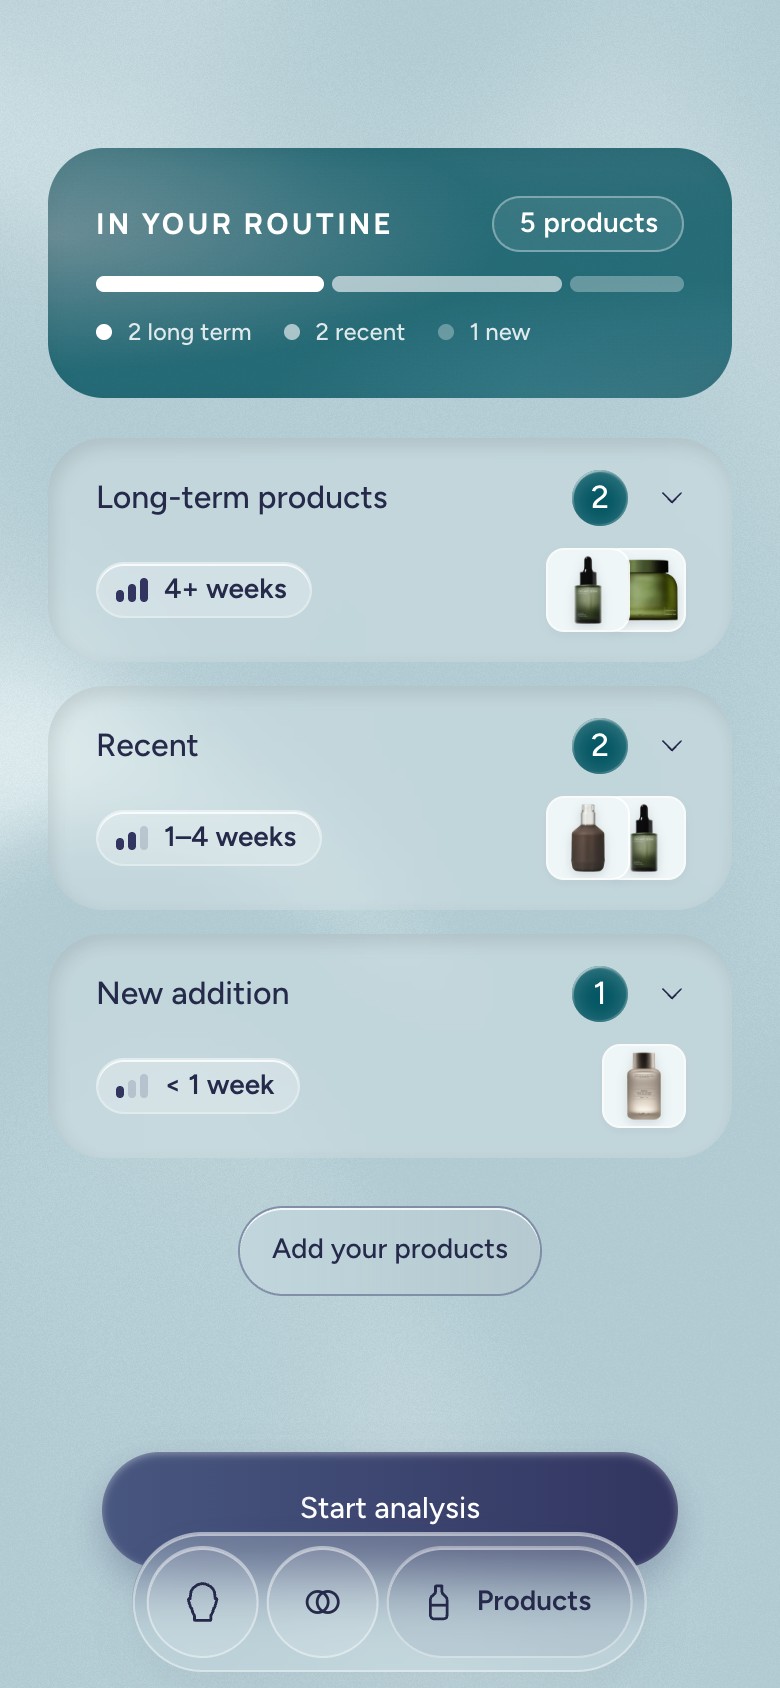 IN YOUR ROUTINE
5 products
2 long term
2 recent
1 new
Long-term products
2
4+ weeks
Recent
2
1–4 weeks
New addition
1
< 1 week
Add your products
Start analysis
Products